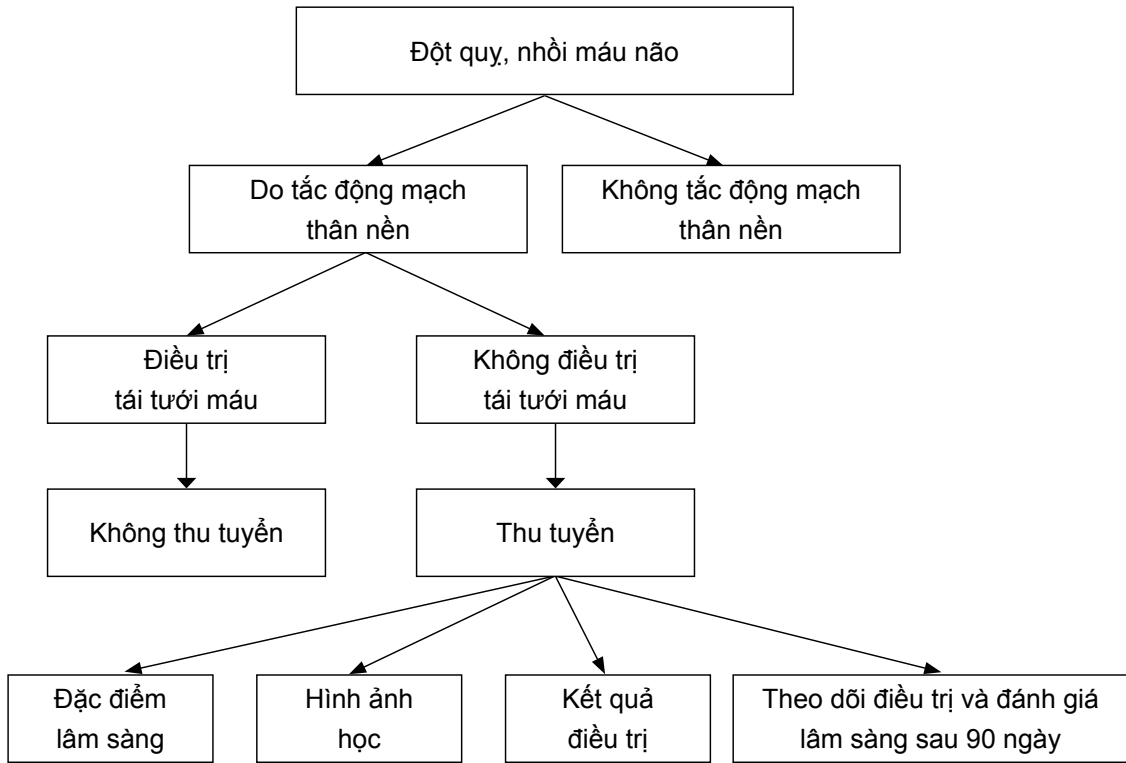 Đột quỵ, nhồi máu não
Do tắc động mạch
thân nền
Không tắc động mạch
thân nền
Điều trị
tái tưới máu
Không điều trị
tái tưới máu
Không thu tuyển
Thu tuyển
Đặc điểm
lâm sàng
Hình ảnh
học
Kết quả
điều trị
Theo dõi điều trị và đánh giá
lâm sàng sau 90 ngày